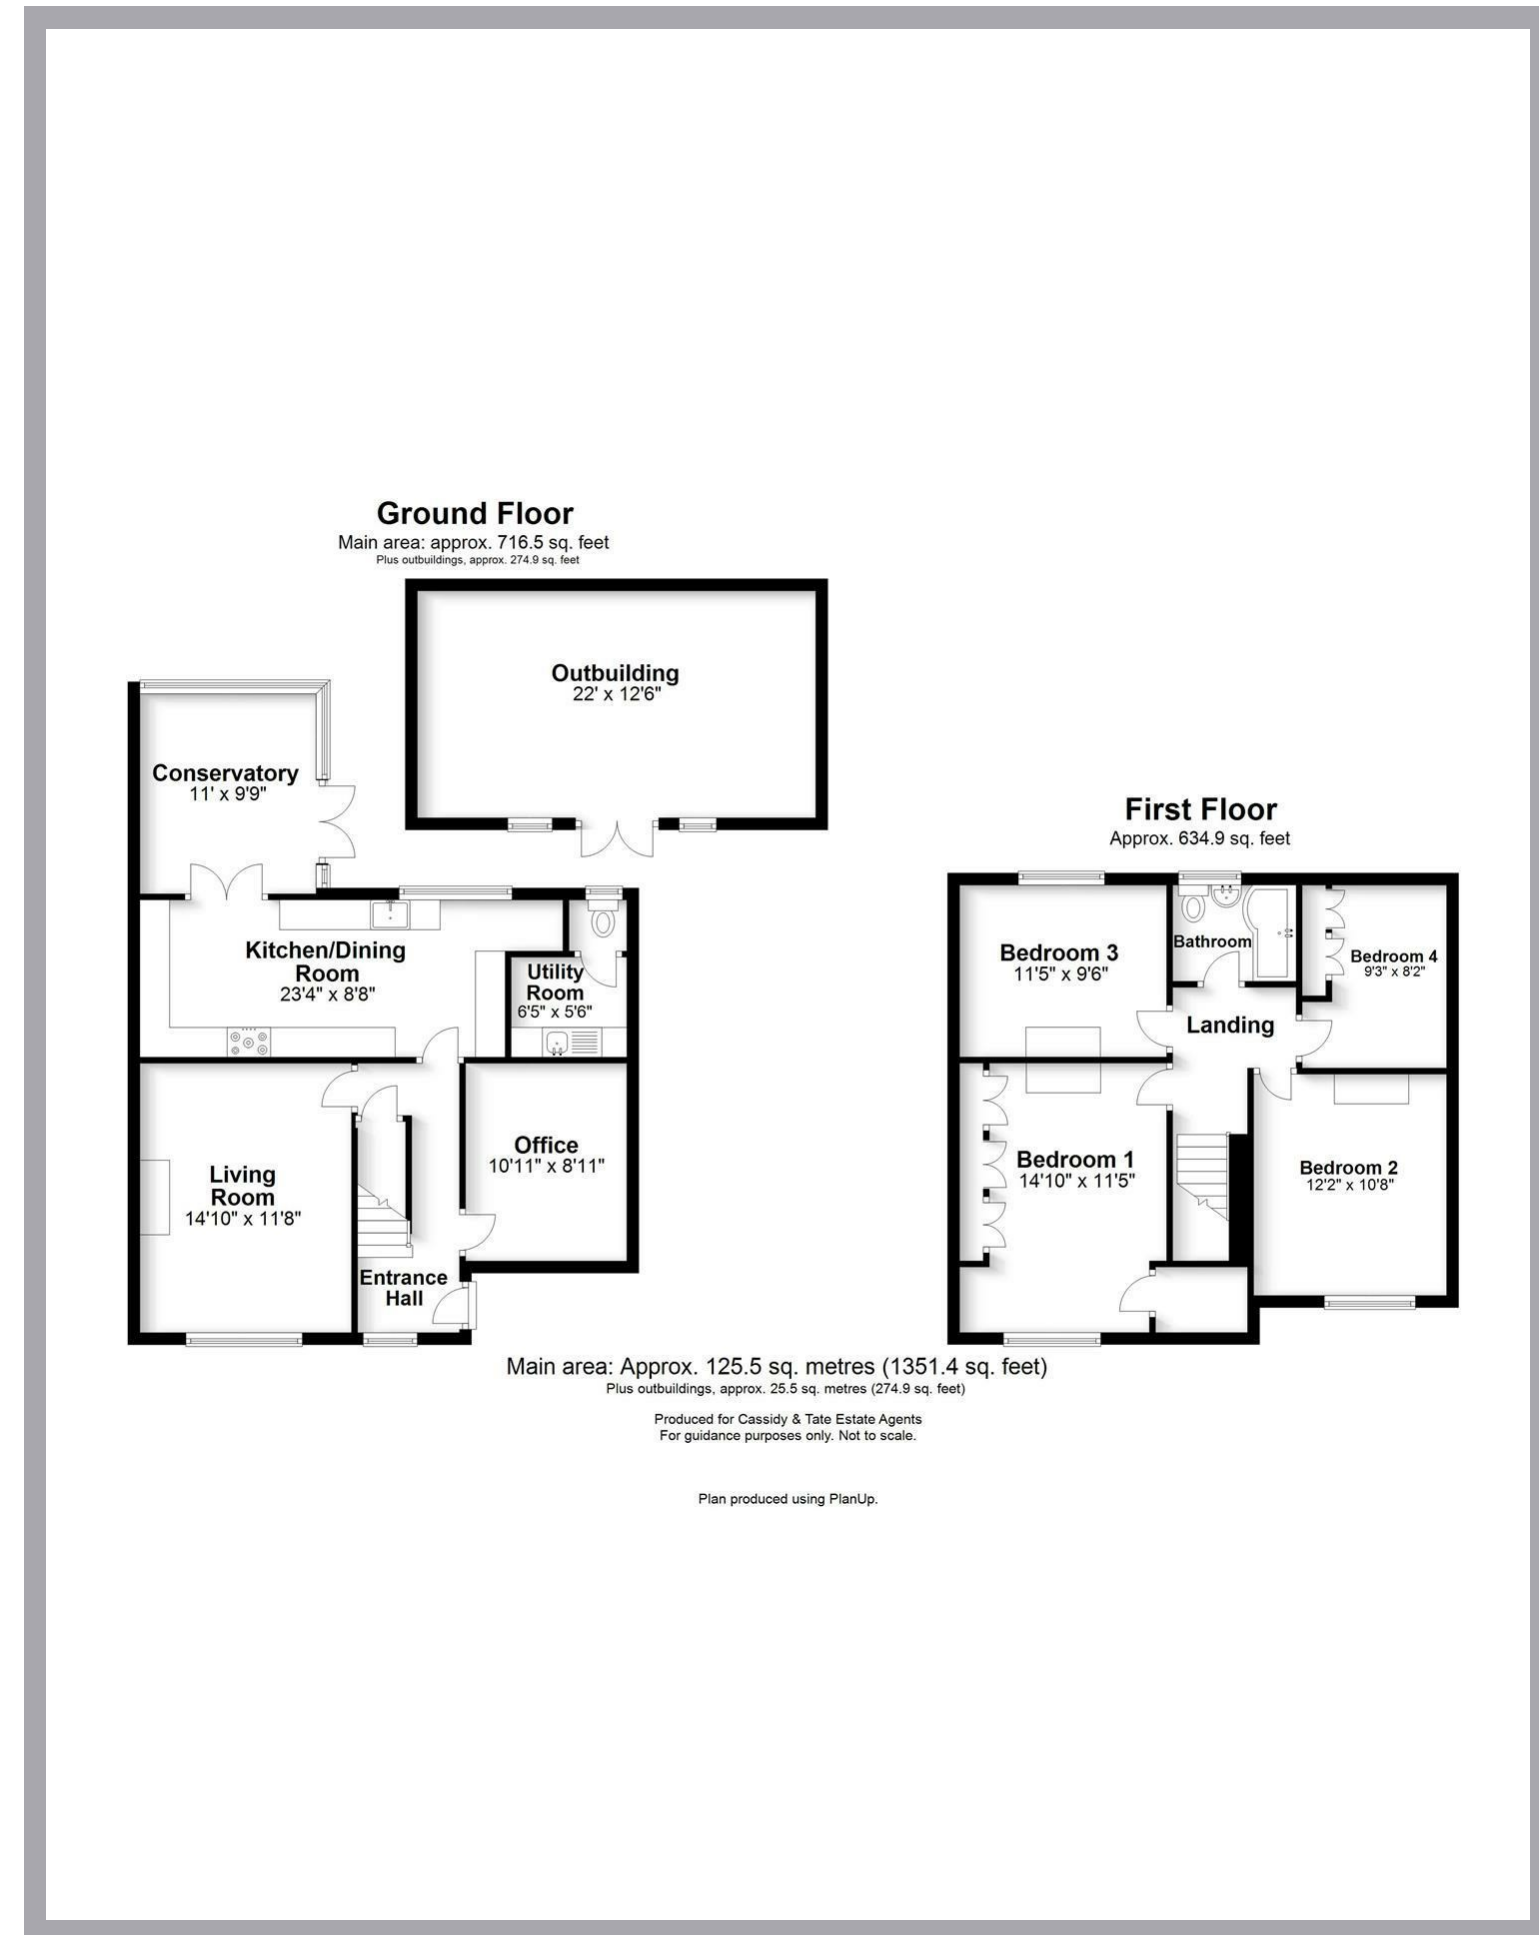 Ground Floor
Main area: approx. 716.5 sq. feet
Plus outbuildings, approx. 274.9 sq. feet
Outbuilding
22' x 12'6"
Conservatory
11' x 9'9"
Kitchen/Dining
Room
23'4" x 8'8"
Utility
Room
6'5" x 5'6"
Living
Room
14'10" x 11'8"
Office
10'11" x 8'11"
Entrance
Hall
First Floor
Approx. 634.9 sq. feet
Bedroom 3
11'5" x 9'6"
Bathroom
Bedroom 4
9'3" x 8'2"
Landing
Bedroom 1
14'10" x 11'5"
Bedroom 2
12'2" x 10'8"
Main area: Approx. 125.5 sq. metres (1351.4 sq. feet)
Plus outbuildings, approx. 25.5 sq. metres (274.9 sq. feet)
Produced for Cassidy & Tate Estate Agents
For guidance purposes only. Not to scale.
Plan produced using PlanUp.